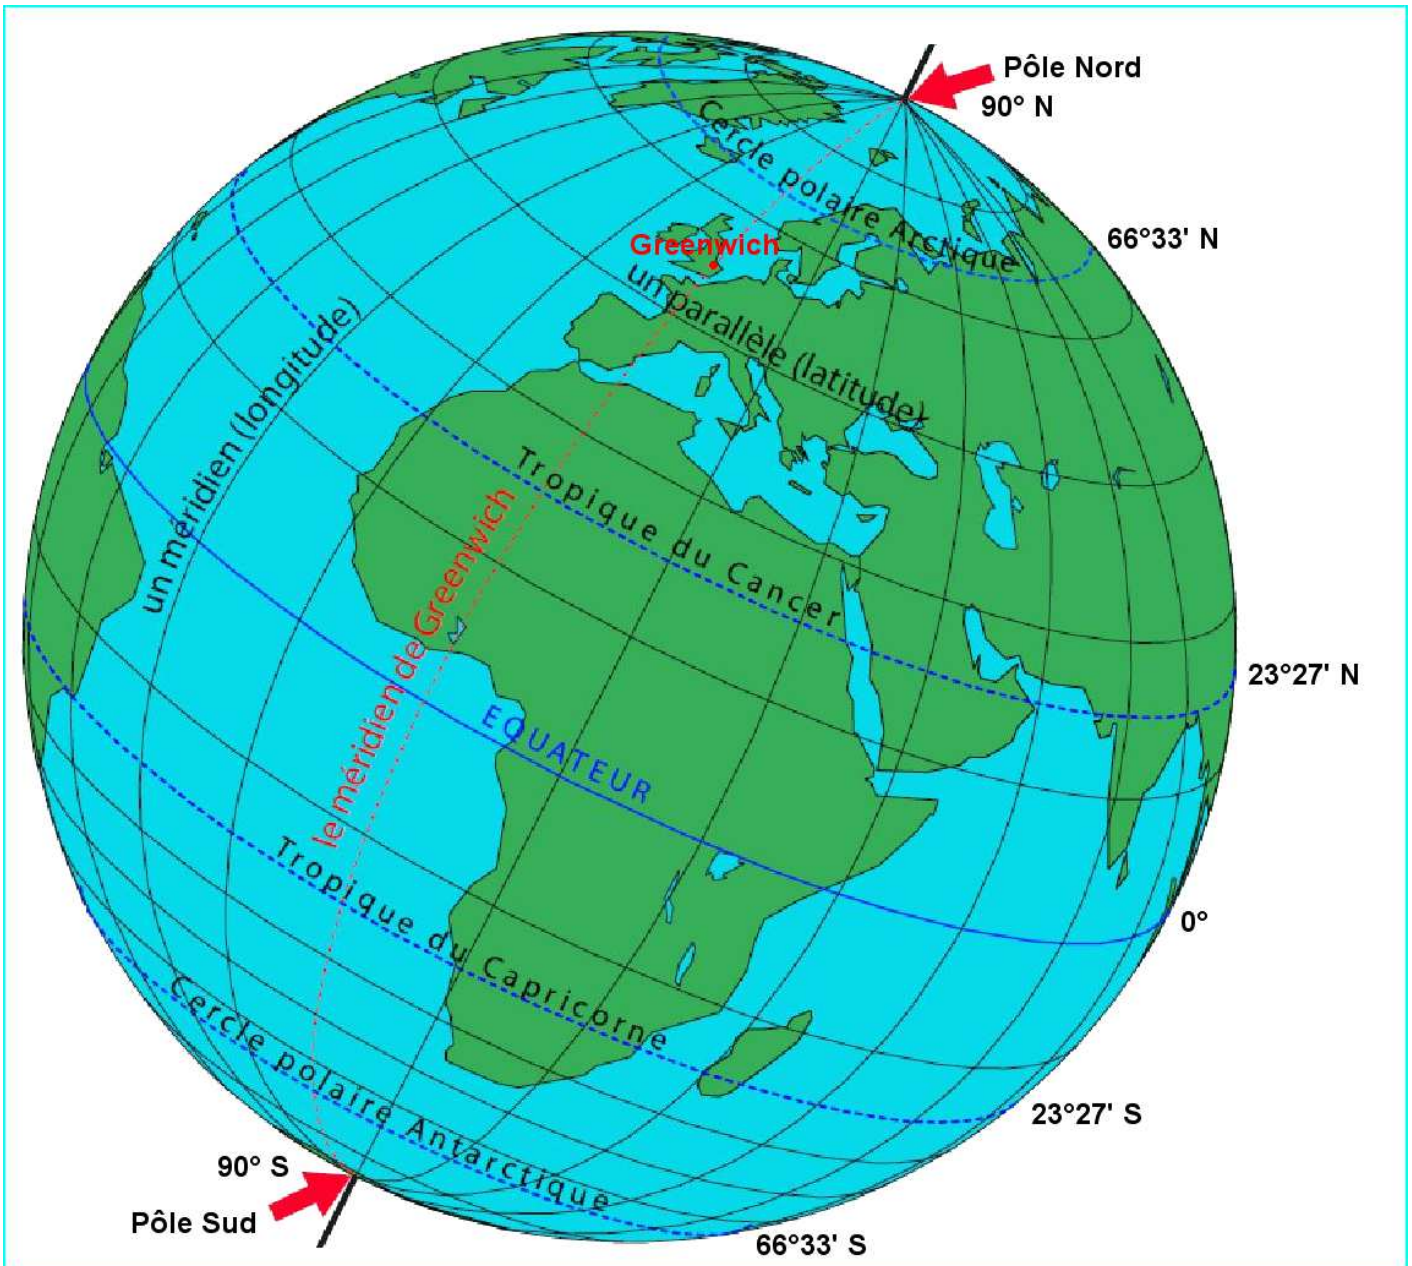 Pôle Nord
90° N
Cercle polaire Arctique
66°33' N
Greenwich
un parallèle (latitude)
un méridien (longitude)
Tropique du Cancer
le méridien de Greenwich
23°27' N
EQUATEUR
0°
Tropique du Capricorne
Cercle polaire Antarctique
23°27' S
90° S
Pôle Sud
66°33' S